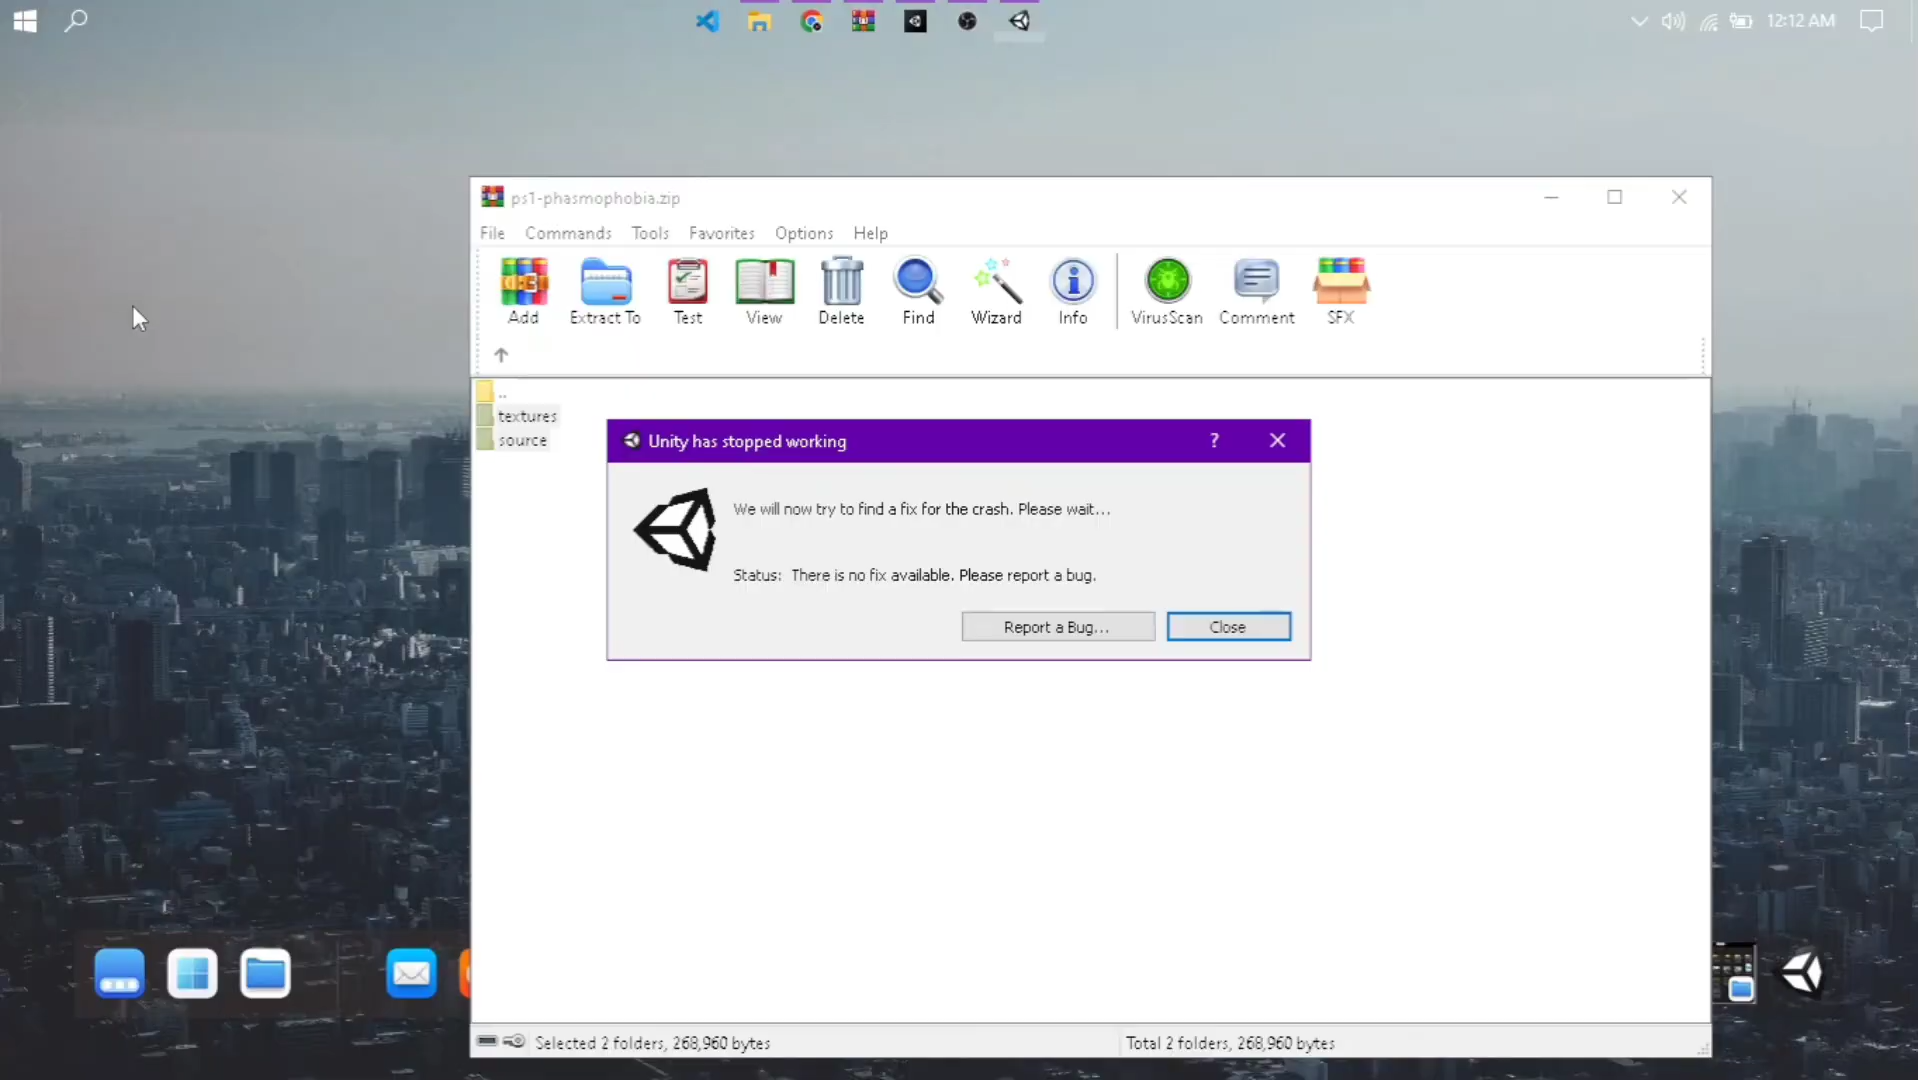 12:12 AM
ps1-phasmophobia.zip
File Commands Tools Favorites Options Help
Add Extract To Test View Delete Find Wizard Info VirusScan Comment SFX
..
textures
source
Unity has stopped working ?
We will now try to find a fix for the crash. Please wait...
Status: There is no fix available. Please report a bug.
Report a Bug... Close
Selected 2 folders, 268,960 bytes Total 2 folders, 268,960 bytes